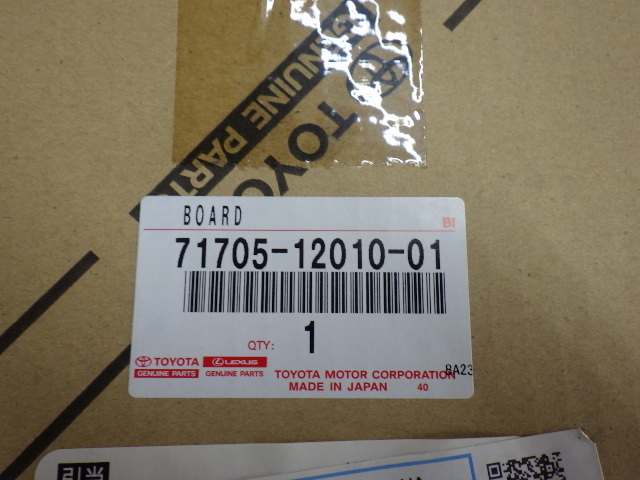 GENUINE PARTS
TOYOTA
BOARD
71705-12010-01
QTY: 1
TOYOTA LEXUS
GENUINE PARTS GENUINE PARTS
TOYOTA MOTOR CORPORATION 8A23
MADE IN JAPAN 40